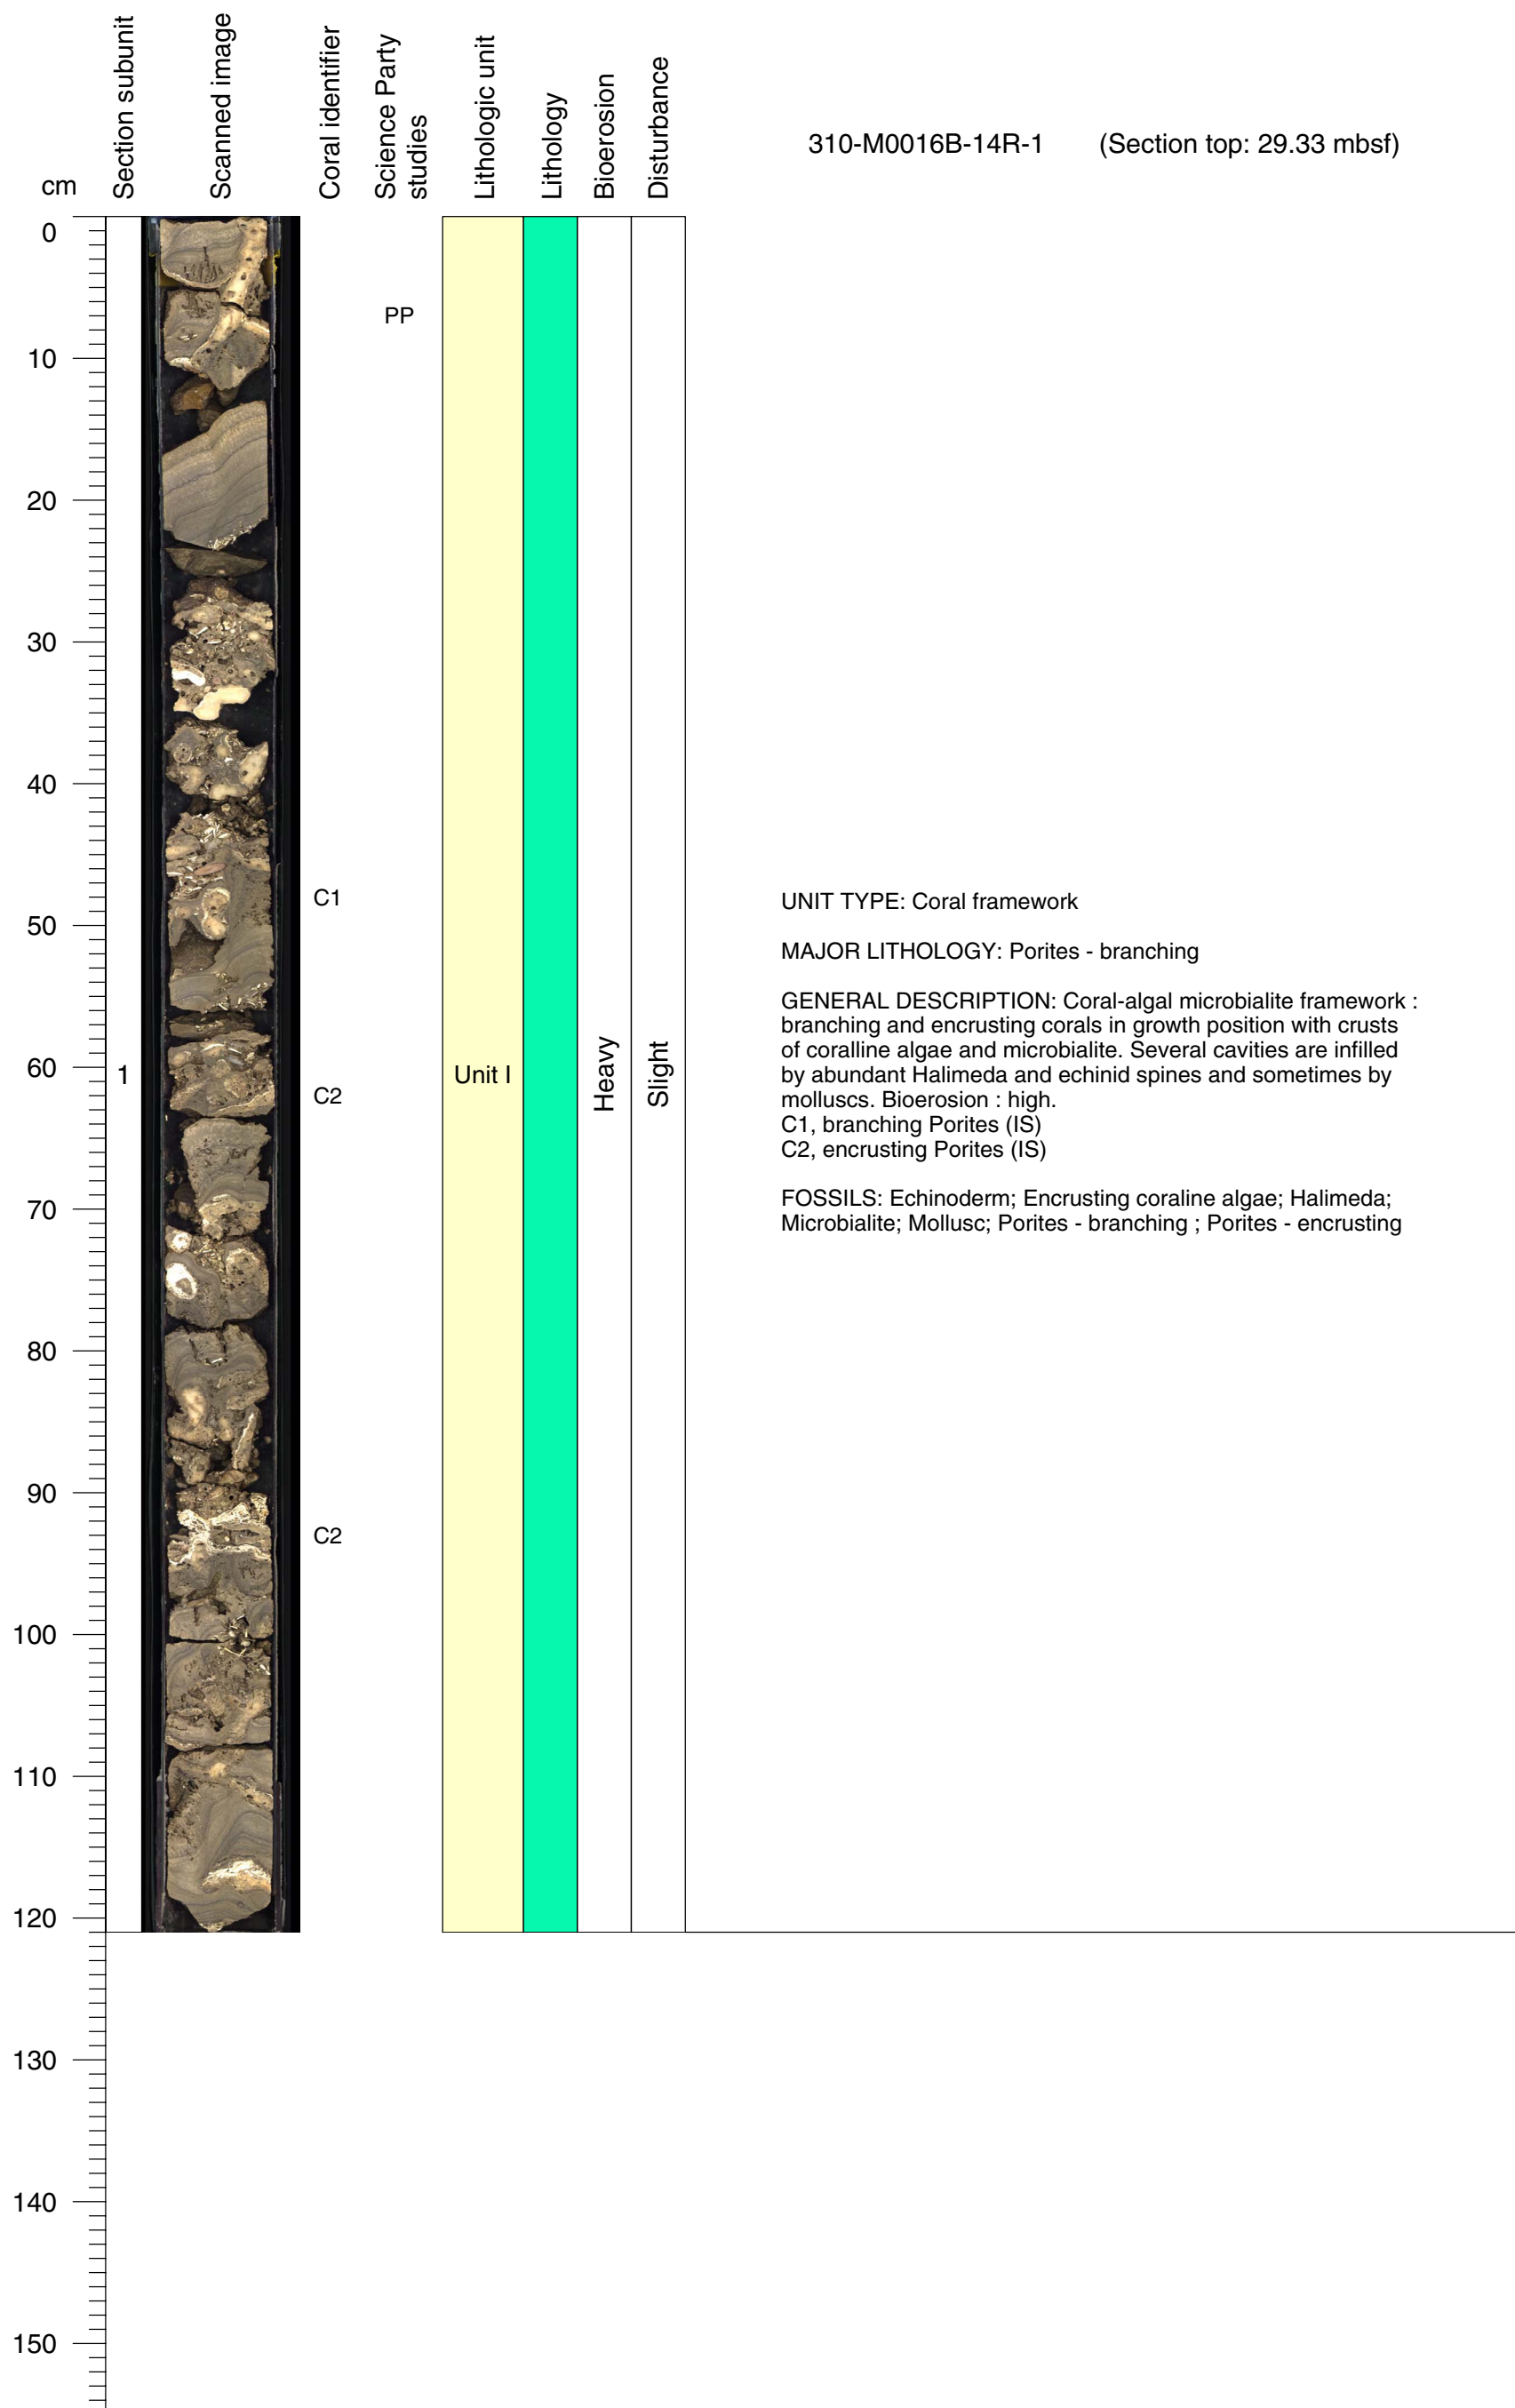 cm
Section subunit
Scanned image
Coral identifier
Science Party
studies
Lithologic unit
Lithology
Bioerosion
Disturbance
310-M0016B-14R-1 (Section top: 29.33 mbsf)
0
PP
10
20
30
40
C1
50
60
1
C2
Unit I
Heavy
Slight
70
80
90
C2
100
110
120
130
140
150
UNIT TYPE: Coral framework
MAJOR LITHOLOGY: Porites - branching
GENERAL DESCRIPTION: Coral-algal microbialite framework :
branching and encrusting corals in growth position with crusts
of coralline algae and microbialite. Several cavities are infilled
by abundant Halimeda and echinid spines and sometimes by
molluscs. Bioerosion : high.
C1, branching Porites (IS)
C2, encrusting Porites (IS)
FOSSILS: Echinoderm; Encrusting coraline algae; Halimeda;
Microbialite; Mollusc; Porites - branching ; Porites - encrusting